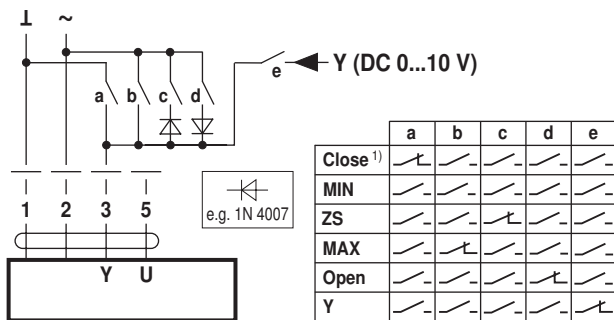 ⊥ ~
a b c d e Y (DC 0...10 V)
1 2 3 5
e.g. 1N 4007
Y U
a b c d e
Close 1)
MIN
ZS
MAX
Open
Y